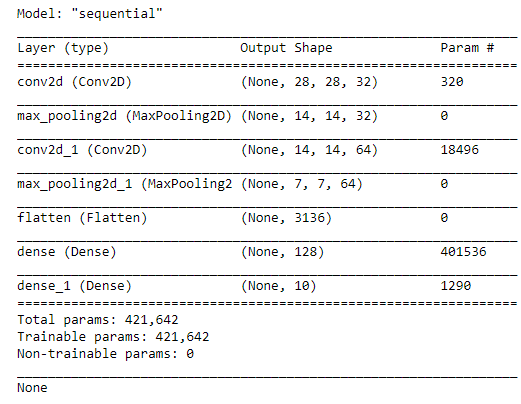 Model: "sequential"
_________________________________________________________________
Layer (type)                 Output Shape              Param #
=================================================================
conv2d (Conv2D)              (None, 28, 28, 32)        320
_________________________________________________________________
max_pooling2d (MaxPooling2D) (None, 14, 14, 32)        0
_________________________________________________________________
conv2d_1 (Conv2D)            (None, 14, 14, 64)        18496
_________________________________________________________________
max_pooling2d_1 (MaxPooling2 (None, 7, 7, 64)          0
_________________________________________________________________
flatten (Flatten)            (None, 3136)              0
_________________________________________________________________
dense (Dense)                (None, 128)               401536
_________________________________________________________________
dense_1 (Dense)              (None, 10)                1290
=================================================================
Total params: 421,642
Trainable params: 421,642
Non-trainable params: 0
_________________________________________________________________
None